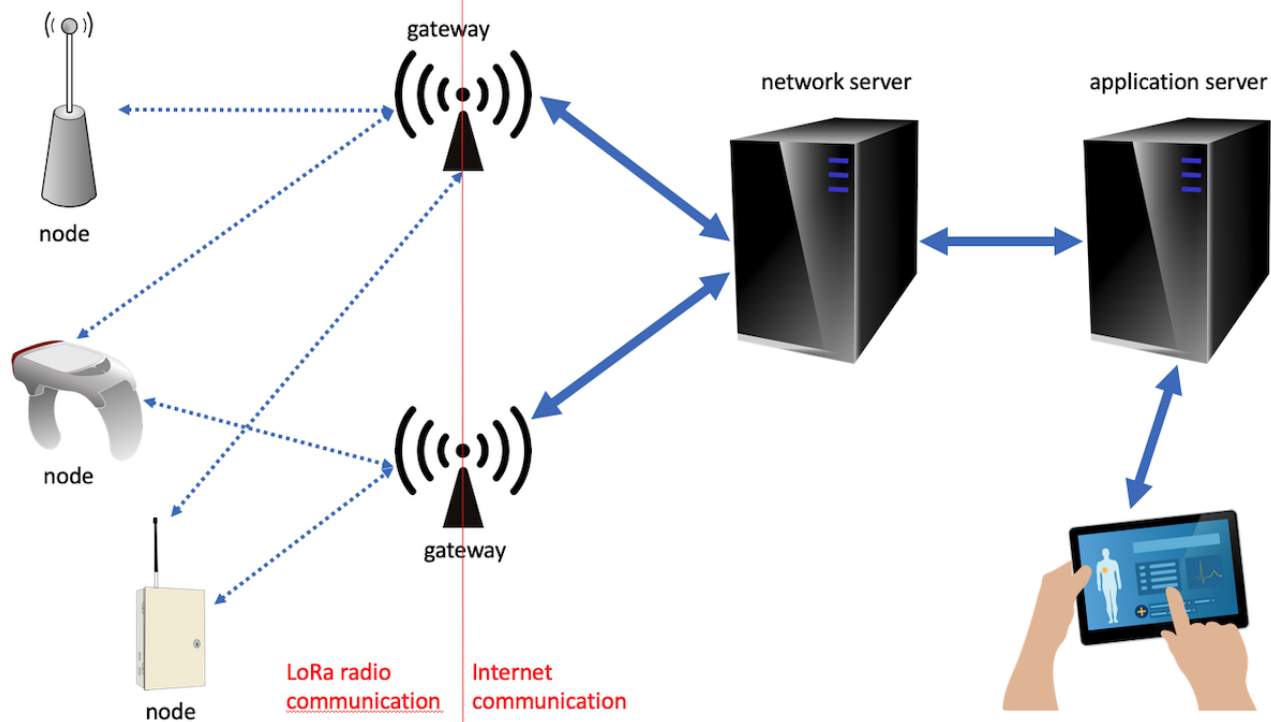 gateway
network server
application server
node
node
gateway
node
LoRa radio
communication
Internet
communication